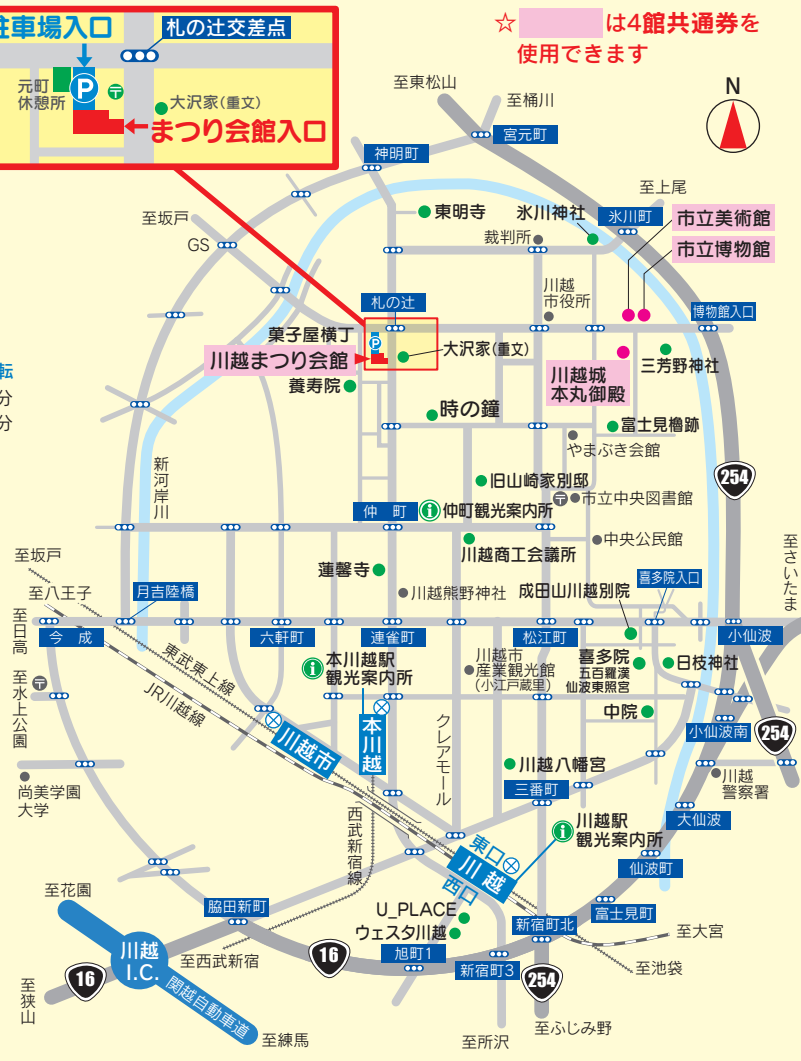 駐車場入口
札の辻交差点
元町
休憩所
P
〒
大沢家(重文)
まつり会館入口
☆　　は4館共通券を
使用できます
N
至東松山
至桶川
宮元町
神明町
至上尾
至坂戸
東明寺
氷川神社
氷川町
市立美術館
GS
裁判所
市立博物館
川越
市役所
札の辻
博物館入口
菓子屋横丁
P
大沢家(重文)
川越まつり会館
三芳野神社
川越城
本丸御殿
転
養寿院
分
分
時の鐘
富士見櫓跡
やまぶき会館
新河岸川
254
旧山崎家別邸
〒
市立中央図書館
仲町
i
仲町観光案内所
中央公民館
至さいたま
川越商工会議所
至坂戸
蓮馨寺
喜多院入口
至八王子
月吉陸橋
川越熊野神社
成田山川越別院
至日高
今成
六軒町
連雀町
松江町
小仙波
東武東上線
i
本川越駅
観光案内所
川越市
産業観光館
(小江戸蔵里)
喜多院
五百羅漢
仙波東照宮
日枝神社
至水上公園
〒
JR川越線
中院
川越市
本川越
クレアモール
小仙波南
254
尚美学園
大学
川越八幡宮
川越
警察署
三番町
大仙波
西武新宿線
i
川越駅
観光案内所
東口
川越
西口
仙波町
至花園
脇田新町
U_PLACE
富士見町
ウェスタ川越
新宿町北
至大宮
川越
I.C.
16
至西武新宿
16
旭町1
新宿町3
254
至池袋
至狭山
関越自動車道
至練馬
至所沢
至ふじみ野